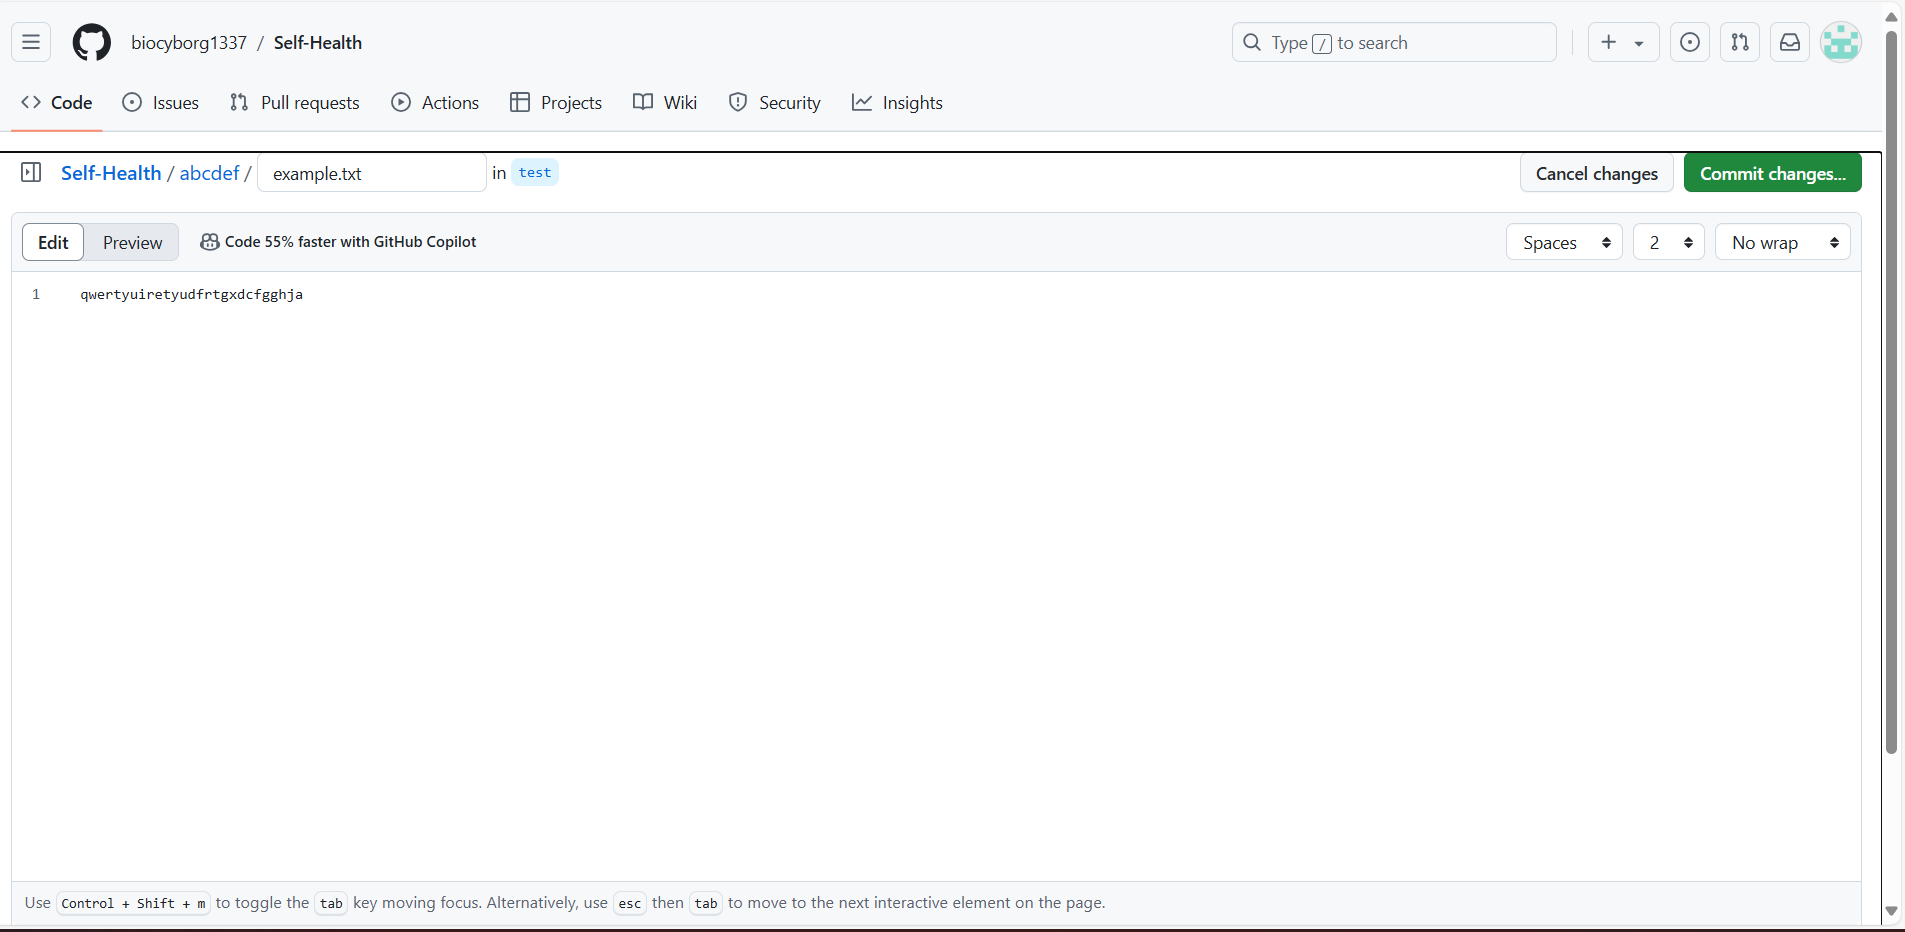 biocyborg1337 / Self-Health
Type / to search
Code Issues Pull requests Actions Projects Wiki Security Insights
Self-Health / abcdef / example.txt in test
Cancel changes Commit changes...
Edit Preview Code 55% faster with GitHub Copilot
Spaces 2 No wrap
1 qwertyuiretyudfrtgxdcfgghja
Use Control + Shift + m to toggle the tab key moving focus. Alternatively, use esc then tab to move to the next interactive element on the page.